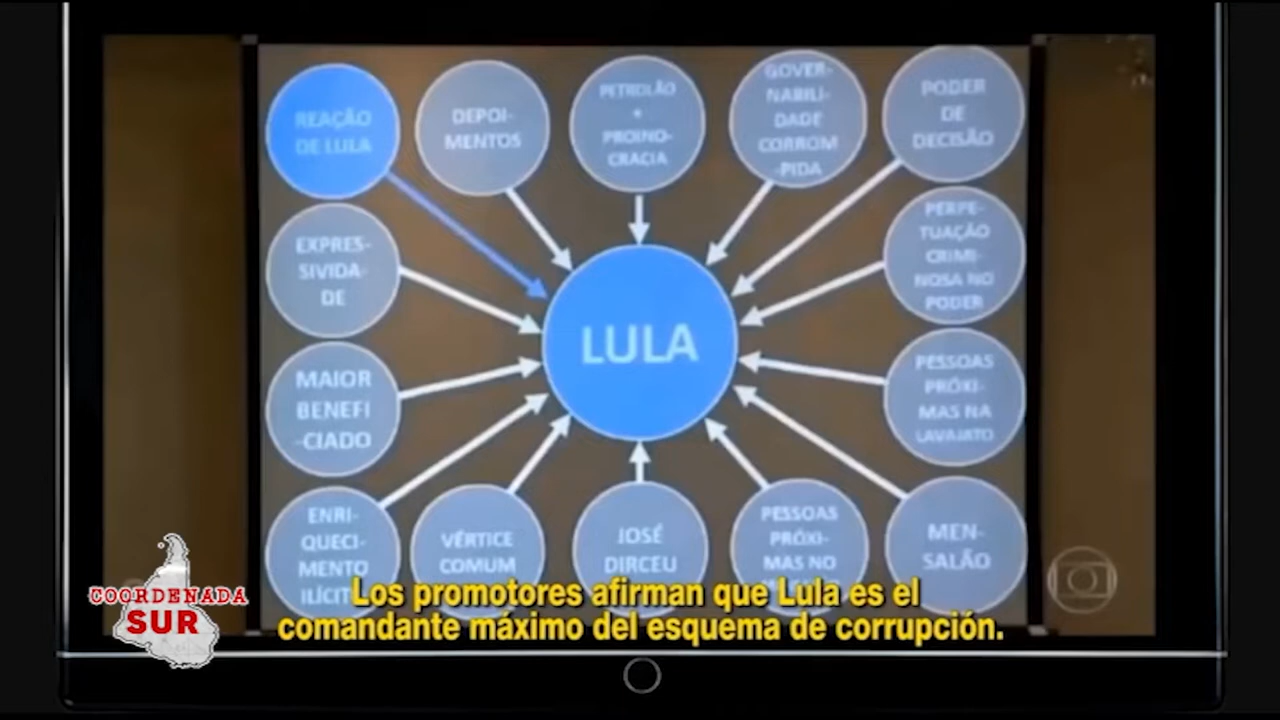 REAÇÃO
DE LULA
DEPOI-
MENTOS
PETROLÃO
+
PROPINO-
CRACIA
GOVER-
NABILI-
DADE
CORROM
-PIDA
PODER
DE
DECISÃO
EXPRES-
SIVIDA-
DE
PERPE-
TUAÇÃO
CRIMI-
NOSA NO
PODER
LULA
MAIOR
BENEFI
-CIADO
PESSOAS
PRÓXI-
MAS NA
LAVAJATO
ENRI-
QUECI-
MENTO
VÉRTICE
COMUM
JOSÉ
DIRCEU
PESSOAS
PRÓXI-
MAS NO
MEN-
SALÃO
COORDENADA
SUR
Los promotores afirman que Lula es el
comandante máximo del esquema de corrupción.